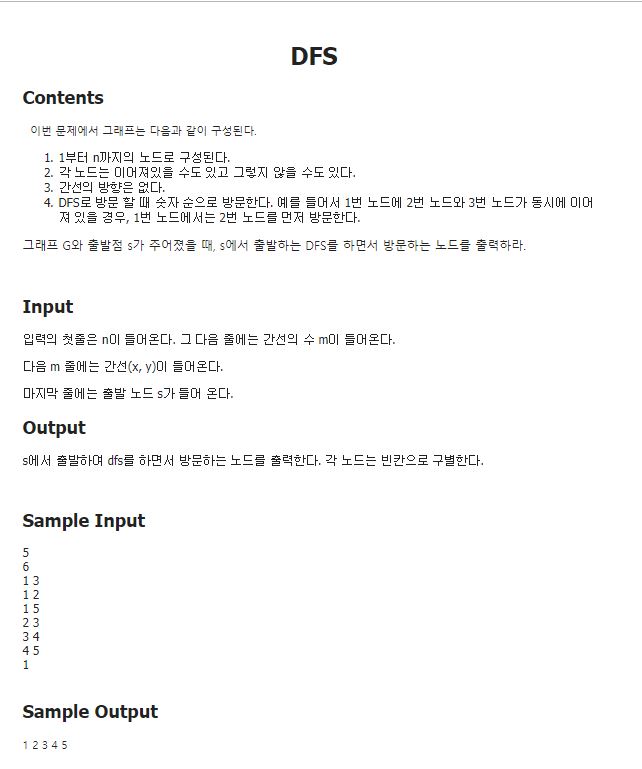 DFS
Contents
이번 문제에서 그래프는 다음과 같이 구성된다.
1. 1부터 n까지의 노드로 구성된다.
2. 각 노드는 이어져있을 수도 있고 그렇지 않을 수도 있다.
3. 간선의 방향은 없다.
4. DFS로 방문 할 때 숫자 순으로 방문한다. 예를 들어서 1번 노드에 2번 노드와 3번 노드가 동시에 이어
져 있을 경우, 1번 노드에서는 2번 노드를 먼저 방문한다.
그래프 G와 출발점 s가 주어졌을 때, s에서 출발하는 DFS를 하면서 방문하는 노드를 출력하라.
Input
입력의 첫줄은 n이 들어온다. 그 다음 줄에는 간선의 수 m이 들어온다.
다음 m 줄에는 간선(x, y)이 들어온다.
마지막 줄에는 출발 노드 s가 들어 온다.
Output
s에서 출발하여 dfs를 하면서 방문하는 노드를 출력한다. 각 노드는 빈칸으로 구별한다.
Sample Input
5
6
1 3
1 2
1 5
2 3
3 4
4 5
1
Sample Output
1 2 3 4 5